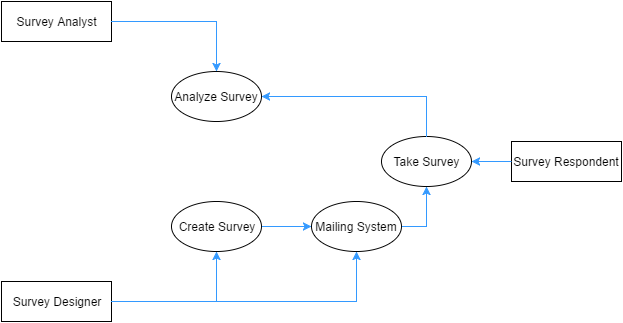 Survey Analyst
Analyze Survey
Take Survey
Survey Respondent
Create Survey
Mailing System
Survey Designer